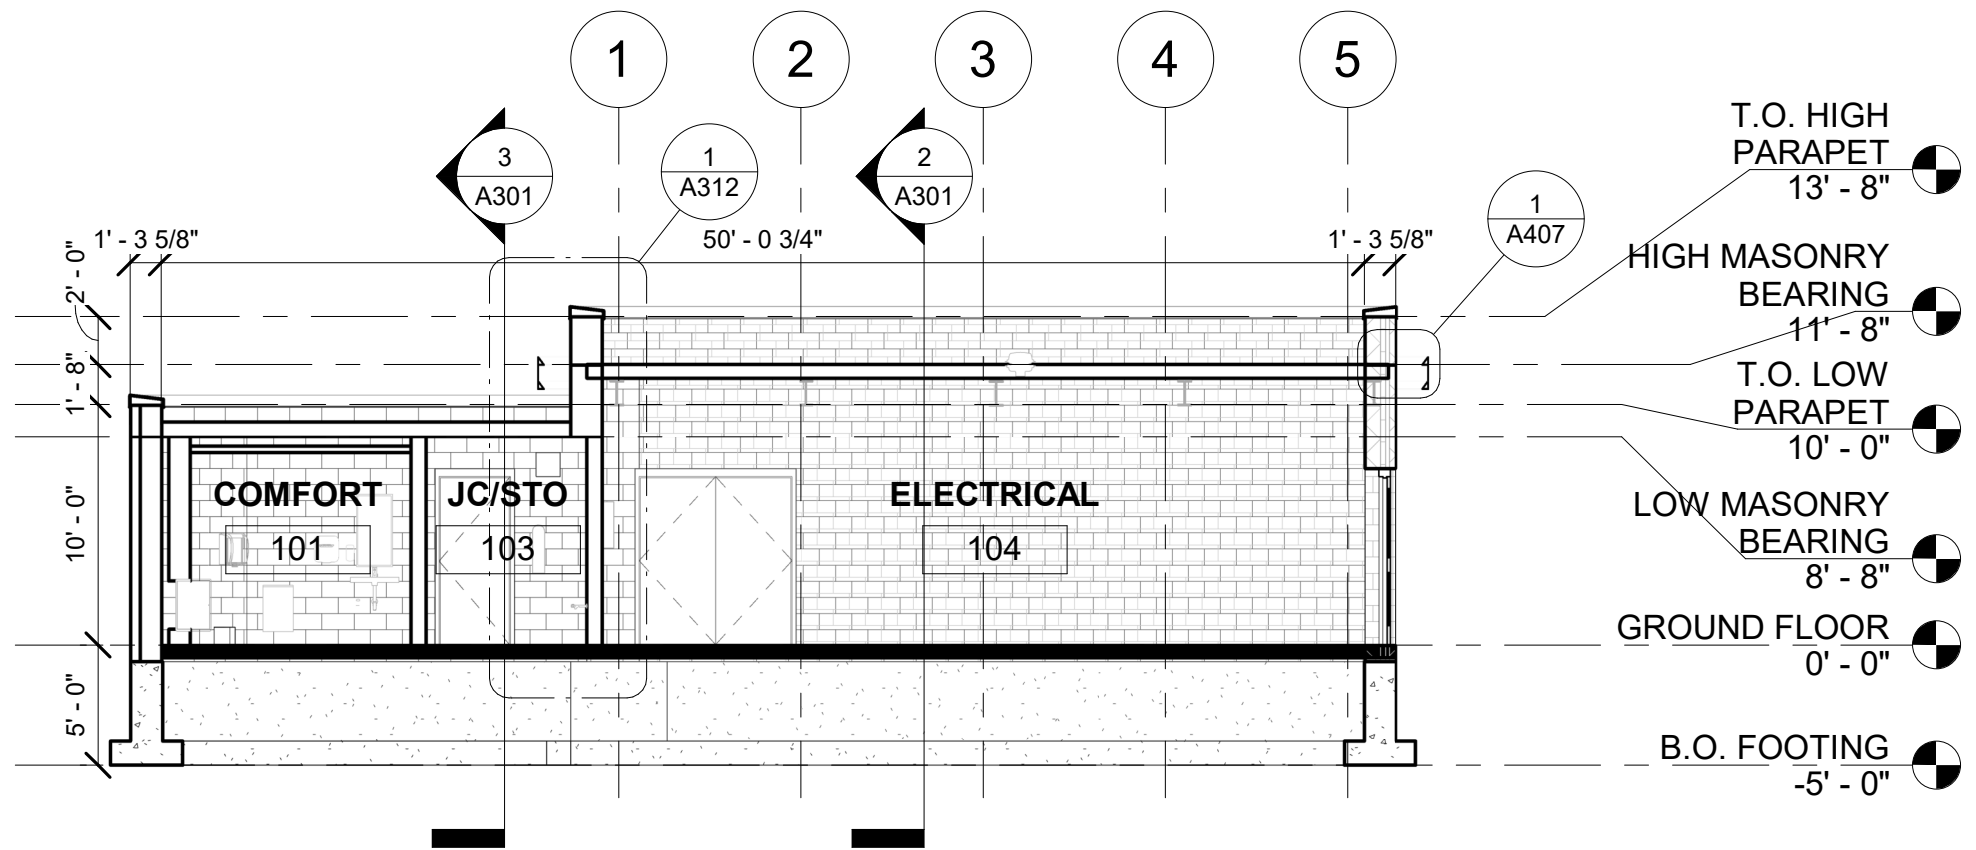 1
2
3
4
5
3
A301
1
A312
2
A301
1
A407
T.O. HIGH
PARAPET
13' - 8"
HIGH MASONRY
BEARING
11' - 8"
T.O. LOW
PARAPET
10' - 0"
LOW MASONRY
BEARING
8' - 8"
GROUND FLOOR
0' - 0"
B.O. FOOTING
-5' - 0"
1' - 3 5/8"
50' - 0 3/4"
1' - 3 5/8"
2' - 0"
1' - 8"
10' - 0"
5' - 0"
COMFORT
101
JC/STO
103
ELECTRICAL
104